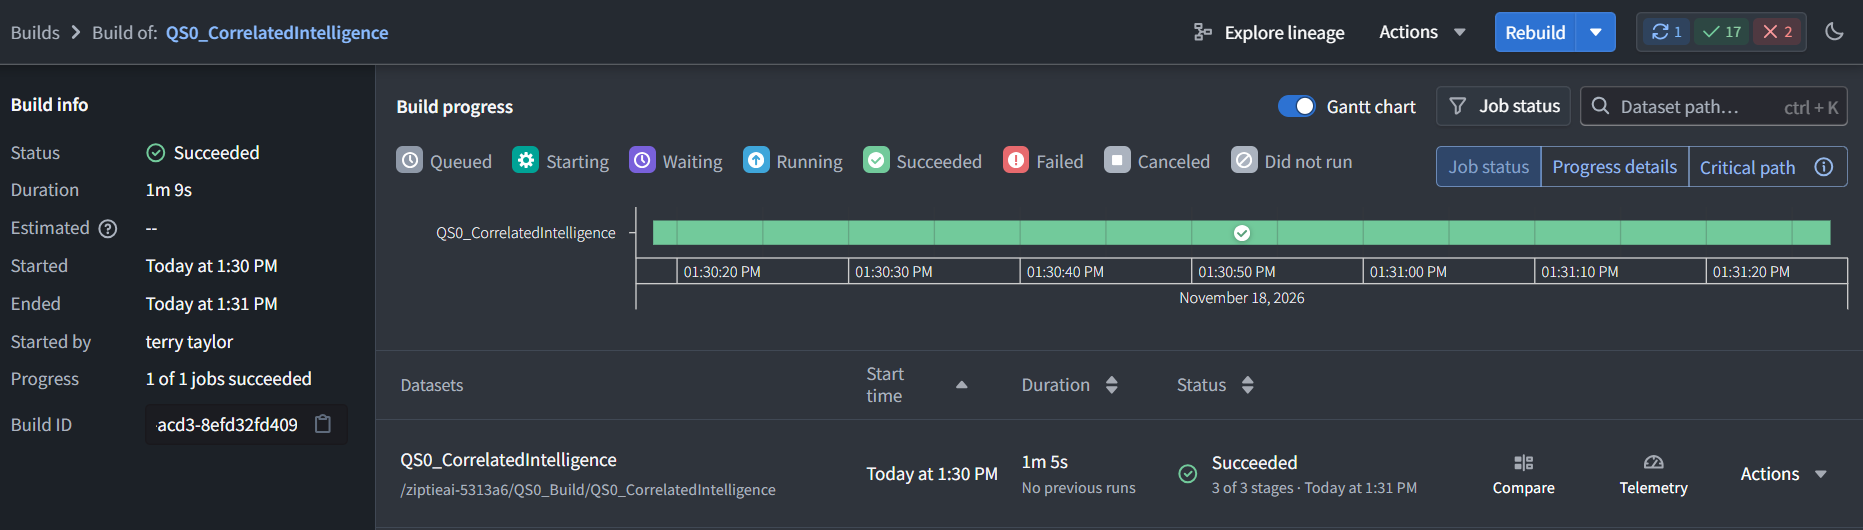 Builds > Build of: QS0_CorrelatedIntelligence
Explore lineage
Actions
Rebuild
1
17
2
Build info
Status Succeeded
Duration 1m 9s
Estimated --
Started Today at 1:30 PM
Ended Today at 1:31 PM
Started by terry taylor
Progress 1 of 1 jobs succeeded
Build ID acd3-8efd32fd409
Build progress
Gantt chart
Job status
Dataset path… ctrl + K
Queued Starting Waiting Running Succeeded Failed Canceled Did not run
Job status Progress details Critical path
QS0_CorrelatedIntelligence
01:30:20 PM 01:30:30 PM 01:30:40 PM 01:30:50 PM 01:31:00 PM 01:31:10 PM 01:31:20 PM
November 18, 2026
Datasets
Start
time
Duration
Status
QS0_CorrelatedIntelligence
/ziptieai-5313a6/QS0_Build/QS0_CorrelatedIntelligence
Today at 1:30 PM
1m 5s
No previous runs
Succeeded
3 of 3 stages · Today at 1:31 PM
Compare
Telemetry
Actions